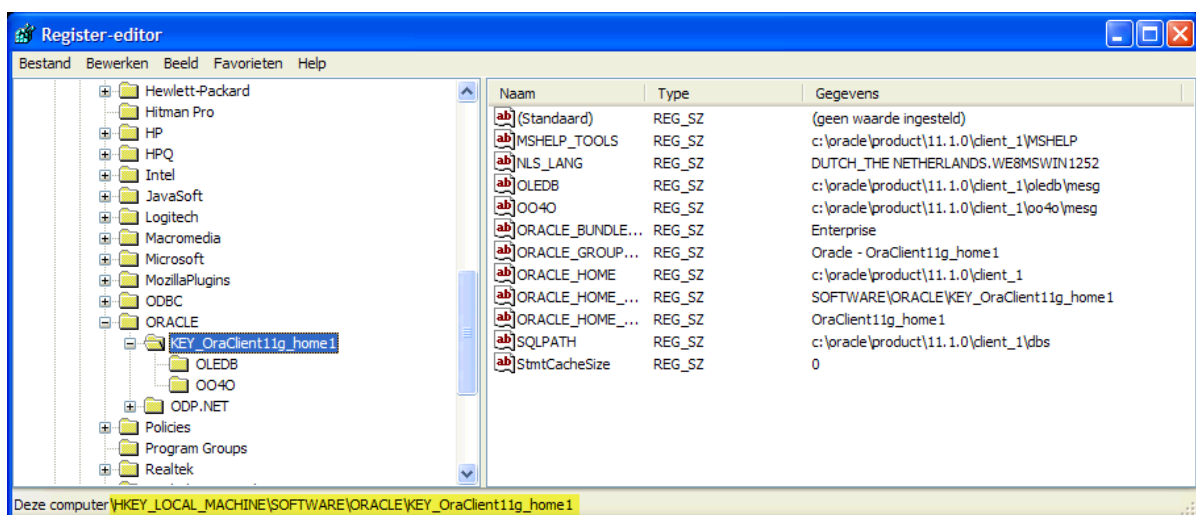 Register-editor
Bestand Bewerken Beeld Favorieten Help
Hewlett-Packard
Hitman Pro
HP
HPQ
Intel
JavaSoft
Logitech
Macromedia
Microsoft
MozillaPlugins
ODBC
ORACLE
KEY_OraClient11g_home1
OLEDB
OO4O
ODP.NET
Policies
Program Groups
Realtek
Naam Type Gegevens
(Standaard) REG_SZ (geen waarde ingesteld)
MSHELP_TOOLS REG_SZ c:\oracle\product\11.1.0\client_1\MSHELP
NLS_LANG REG_SZ DUTCH_THE NETHERLANDS.WE8MSWIN1252
OLEDB REG_SZ c:\oracle\product\11.1.0\client_1\oledb\mesg
OO4O REG_SZ c:\oracle\product\11.1.0\client_1\oo4o\mesg
ORACLE_BUNDLE... REG_SZ Enterprise
ORACLE_GROUP... REG_SZ Oracle - OraClient11g_home1
ORACLE_HOME REG_SZ c:\oracle\product\11.1.0\client_1
ORACLE_HOME_... REG_SZ SOFTWARE\ORACLE\KEY_OraClient11g_home1
ORACLE_HOME_... REG_SZ OraClient11g_home1
SQLPATH REG_SZ c:\oracle\product\11.1.0\client_1\dbs
StmtCacheSize REG_SZ 0
Deze computer\HKEY_LOCAL_MACHINE\SOFTWARE\ORACLE\KEY_OraClient11g_home1